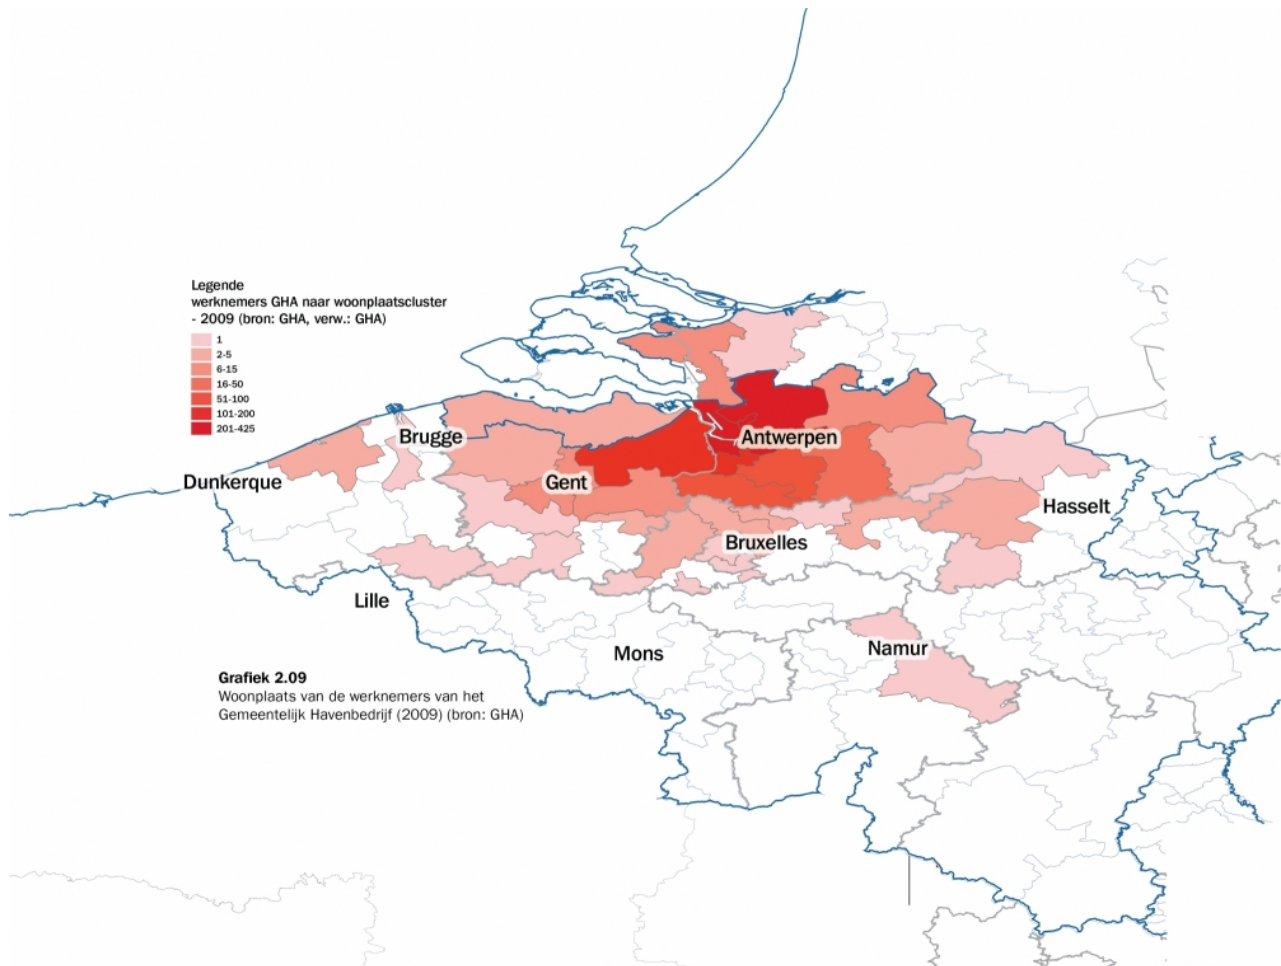 Legende
werknemers GHA naar woonplaatscluster
- 2009 (bron: GHA, verw.: GHA)
1
2-5
6-15
16-50
51-100
101-200
201-425
Brugge
Antwerpen
Dunkerque
Gent
Hasselt
Bruxelles
Lille
Mons
Namur
Grafiek 2.09
Woonplaats van de werknemers van het
Gemeentelijk Havenbedrijf (2009) (bron: GHA)